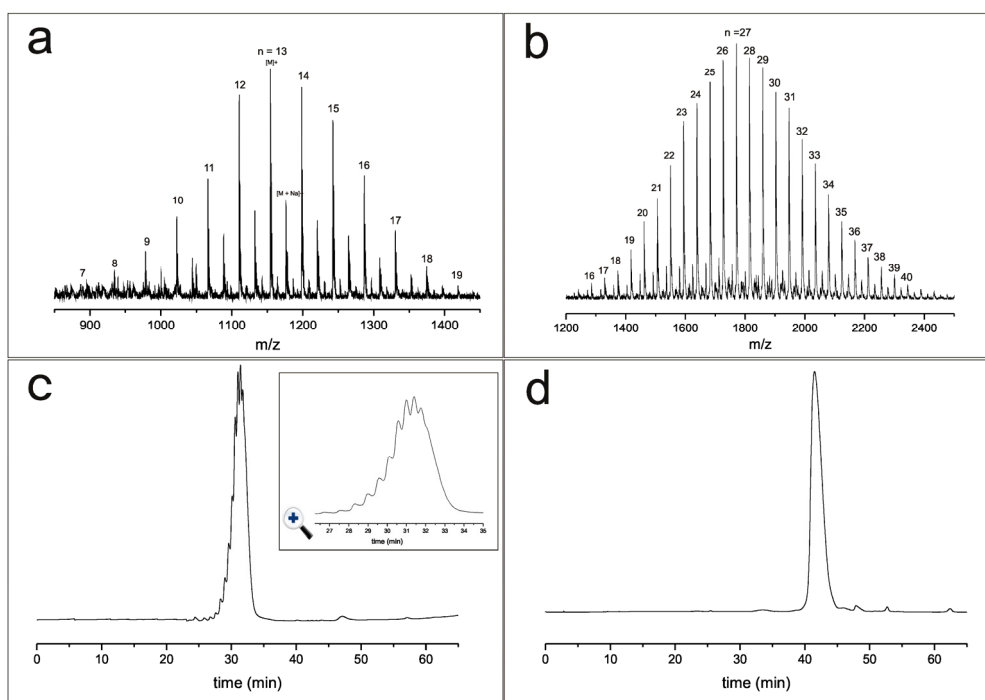 a
n = 13
[M]+
12
14
15
11
16
[M + Na]+
10
17
9
18
8
7
19
900 1000 1100 1200 1300 1400
m/z
b
n =27
26
28
29
25
30
24
31
23
32
22
33
21
34
20
35
36
19
37
18
38
17
39
16
40
1200 1400 1600 1800 2000 2200 2400
m/z
c
27 28 29 30 31 32 33 34 35
time (min)
0 10 20 30 40 50 60
time (min)
d
0 10 20 30 40 50 60
time (min)